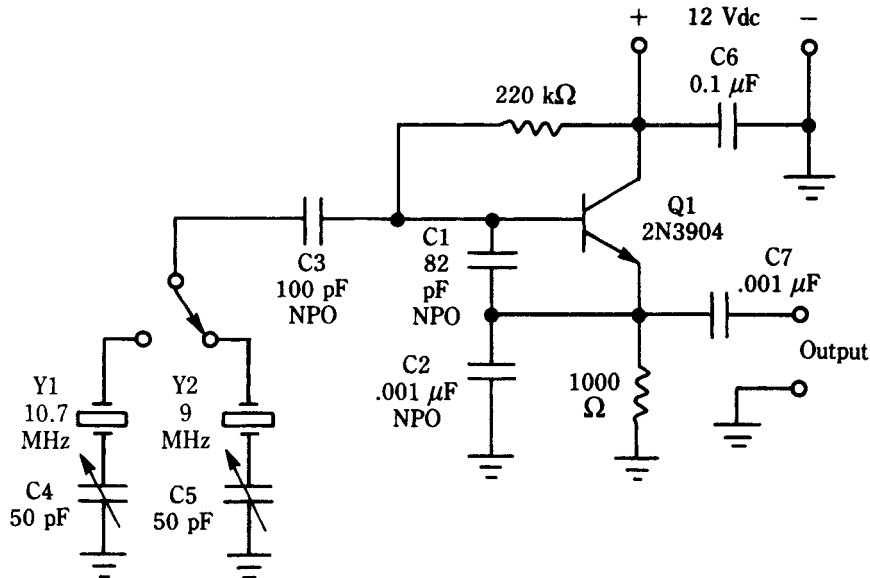 + 12 Vdc −
C6
0.1 μF
220 kΩ
Q1
2N3904
C3
100 pF
NPO
C1
82
pF
NPO
C7
.001 μF
Output
C2
.001 μF
NPO
1000
Ω
Y1
10.7
MHz
Y2
9
MHz
C4
50 pF
C5
50 pF